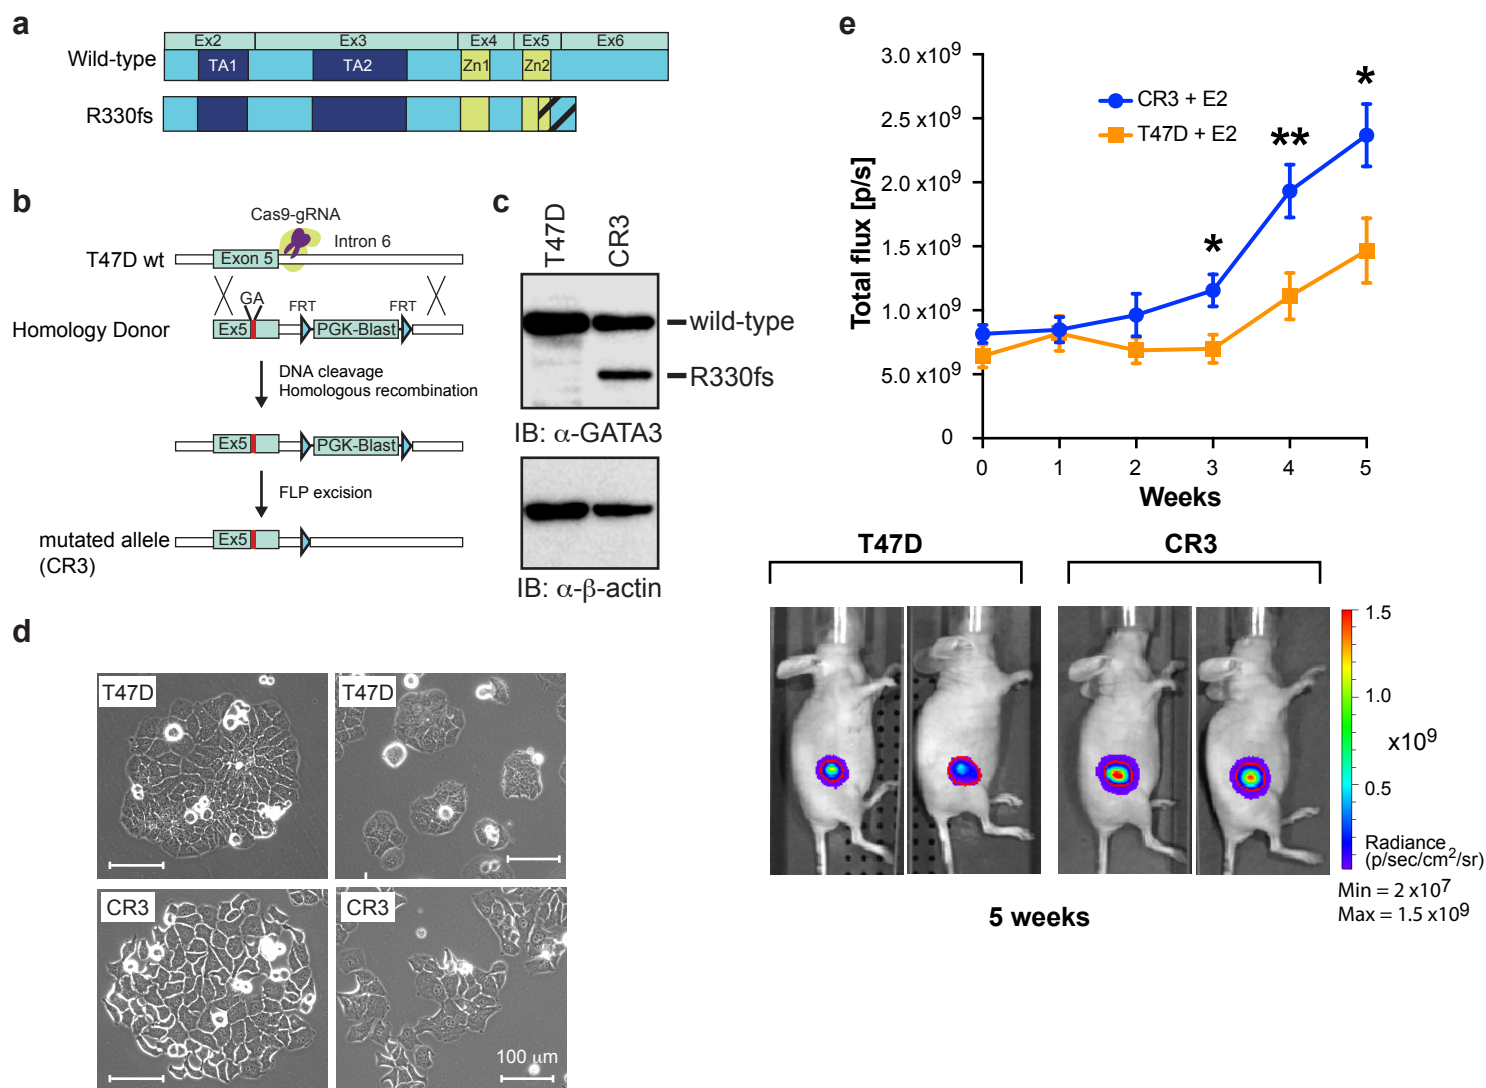 a
Ex2 Ex3 Ex4 Ex5 Ex6
Wild-type TA1 TA2 Zn1 Zn2
R330fs
b
Cas9-gRNA
Intron 6
T47D wt Exon 5
GA FRT FRT
Homology Donor Ex5 PGK-Blast
DNA cleavage
Homologous recombination
Ex5 PGK-Blast
FLP excision
mutated allele Ex5
(CR3)
c
T47D CR3
wild-type
R330fs
IB: α-GATA3
IB: α-β-actin
d
T47D T47D
CR3 CR3
100 µm
e
3.0 x10⁹
2.5 x10⁹
2.0 x10⁹
1.5 x10⁹
1.0 x10⁹
5.0 x10⁹
0
Total flux [p/s]
CR3 + E2
T47D + E2
* ** *
0 1 2 3 4 5
Weeks
T47D CR3
1.5
1.0
x10⁹
0.5
Radiance
(p/sec/cm²/sr)
Min = 2 x10⁷
Max = 1.5 x10⁹
5 weeks